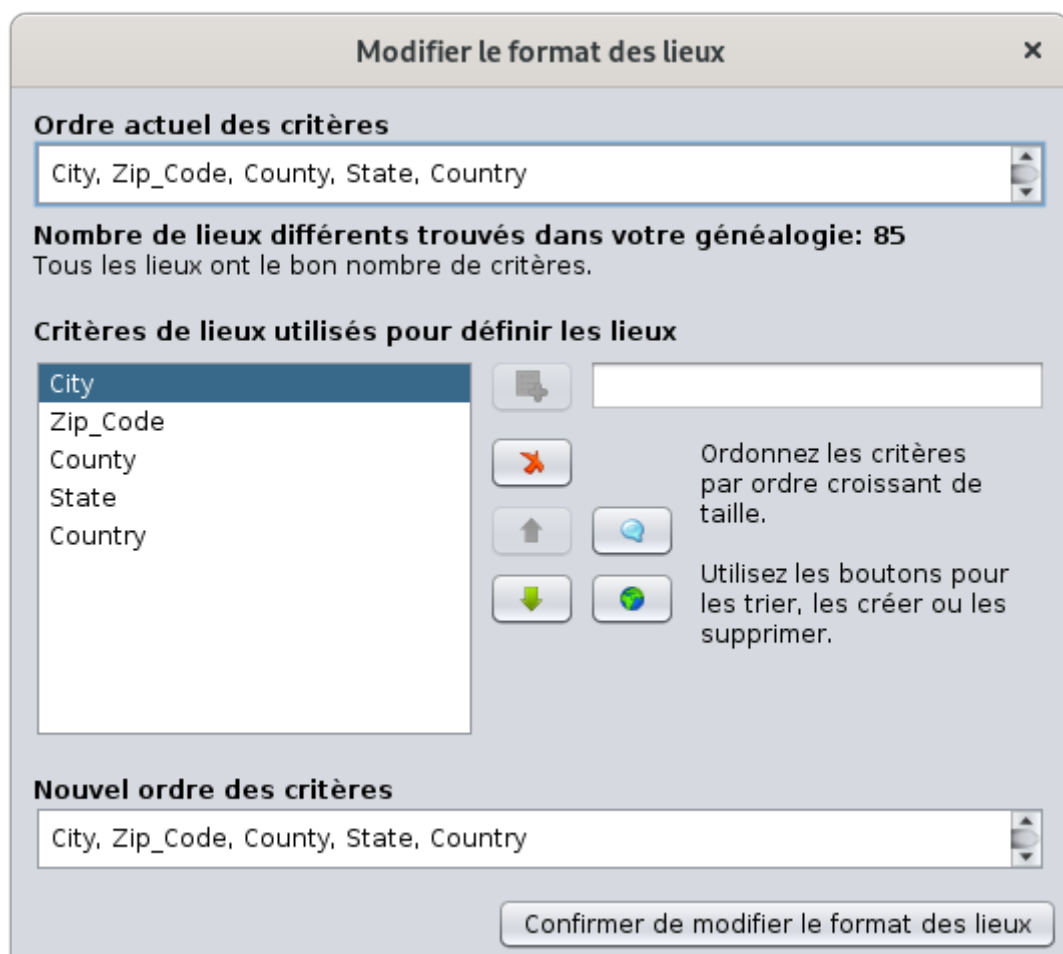 Modifier le format des lieux
Ordre actuel des critères
City, Zip_Code, County, State, Country
Nombre de lieux différents trouvés dans votre généalogie: 85
Tous les lieux ont le bon nombre de critères.
Critères de lieux utilisés pour définir les lieux
City
Zip_Code
County
State
Country
Ordonnez les critères
par ordre croissant de
taille.
Utilisez les boutons pour
les trier, les créer ou les
supprimer.
Nouvel ordre des critères
City, Zip_Code, County, State, Country
Confirmer de modifier le format des lieux